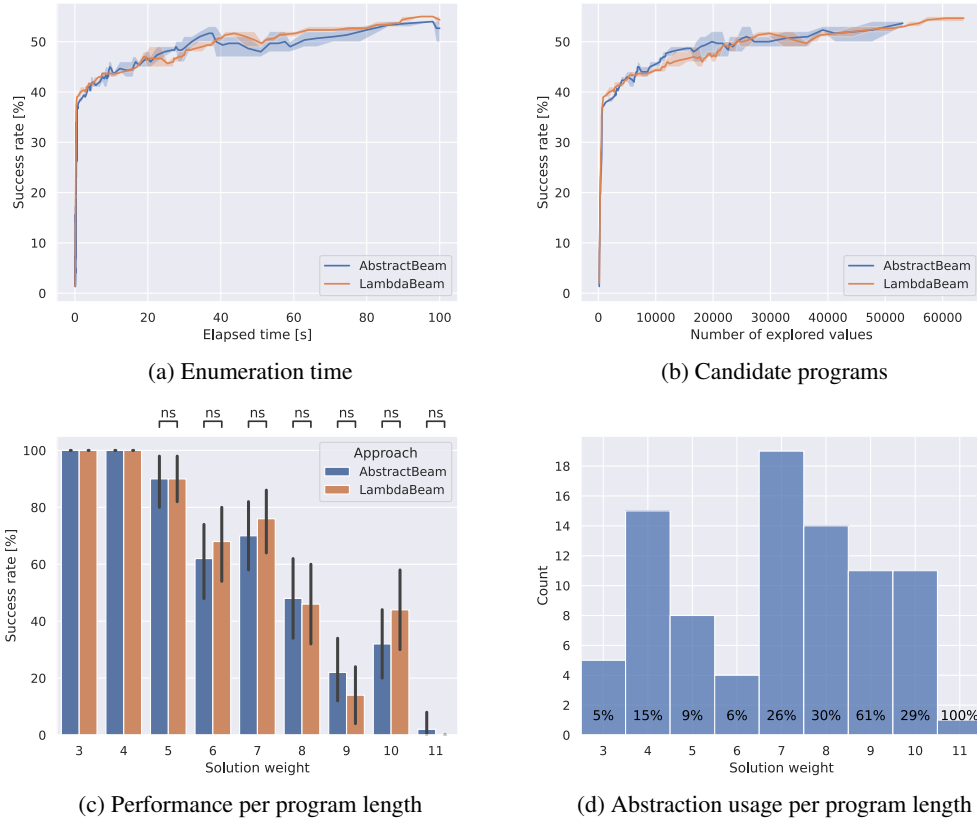 50
40
30
20
10
0
Success rate [%]
AbstractBeam
LambdaBeam
0 20 40 60 80 100
Elapsed time [s]
(a) Enumeration time
50
40
30
20
10
0
Success rate [%]
AbstractBeam
LambdaBeam
0 10000 20000 30000 40000 50000 60000
Number of explored values
(b) Candidate programs
ns ns ns ns ns ns ns
100
80
60
40
20
0
Success rate [%]
Approach
AbstractBeam
LambdaBeam
3 4 5 6 7 8 9 10 11
Solution weight
(c) Performance per program length
18
16
14
12
10
8
6
4
2
0
Count
5% 15% 9% 6% 26% 30% 61% 29% 100%
3 4 5 6 7 8 9 10 11
Solution weight
(d) Abstraction usage per program length